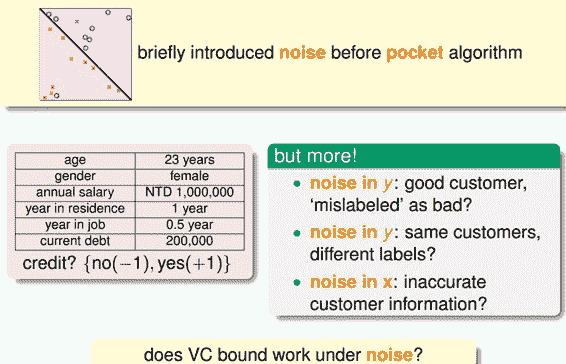 briefly introduced noise before pocket algorithm
age 23 years
gender female
annual salary NTD 1,000,000
year in residence 1 year
year in job 0.5 year
current debt 200,000
credit? {no(−1), yes(+1)}
but more!
• noise in y: good customer,
‘mislabeled’ as bad?
• noise in y: same customers,
different labels?
• noise in x: inaccurate
customer information?
does VC bound work under noise?